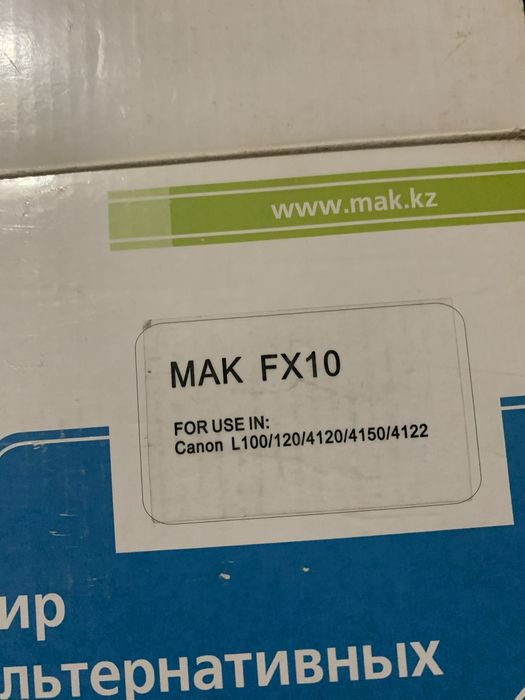 www.mak.kz
MAK FX10
FOR USE IN:
Canon L100/120/4120/4150/4122
ир
льтернативных